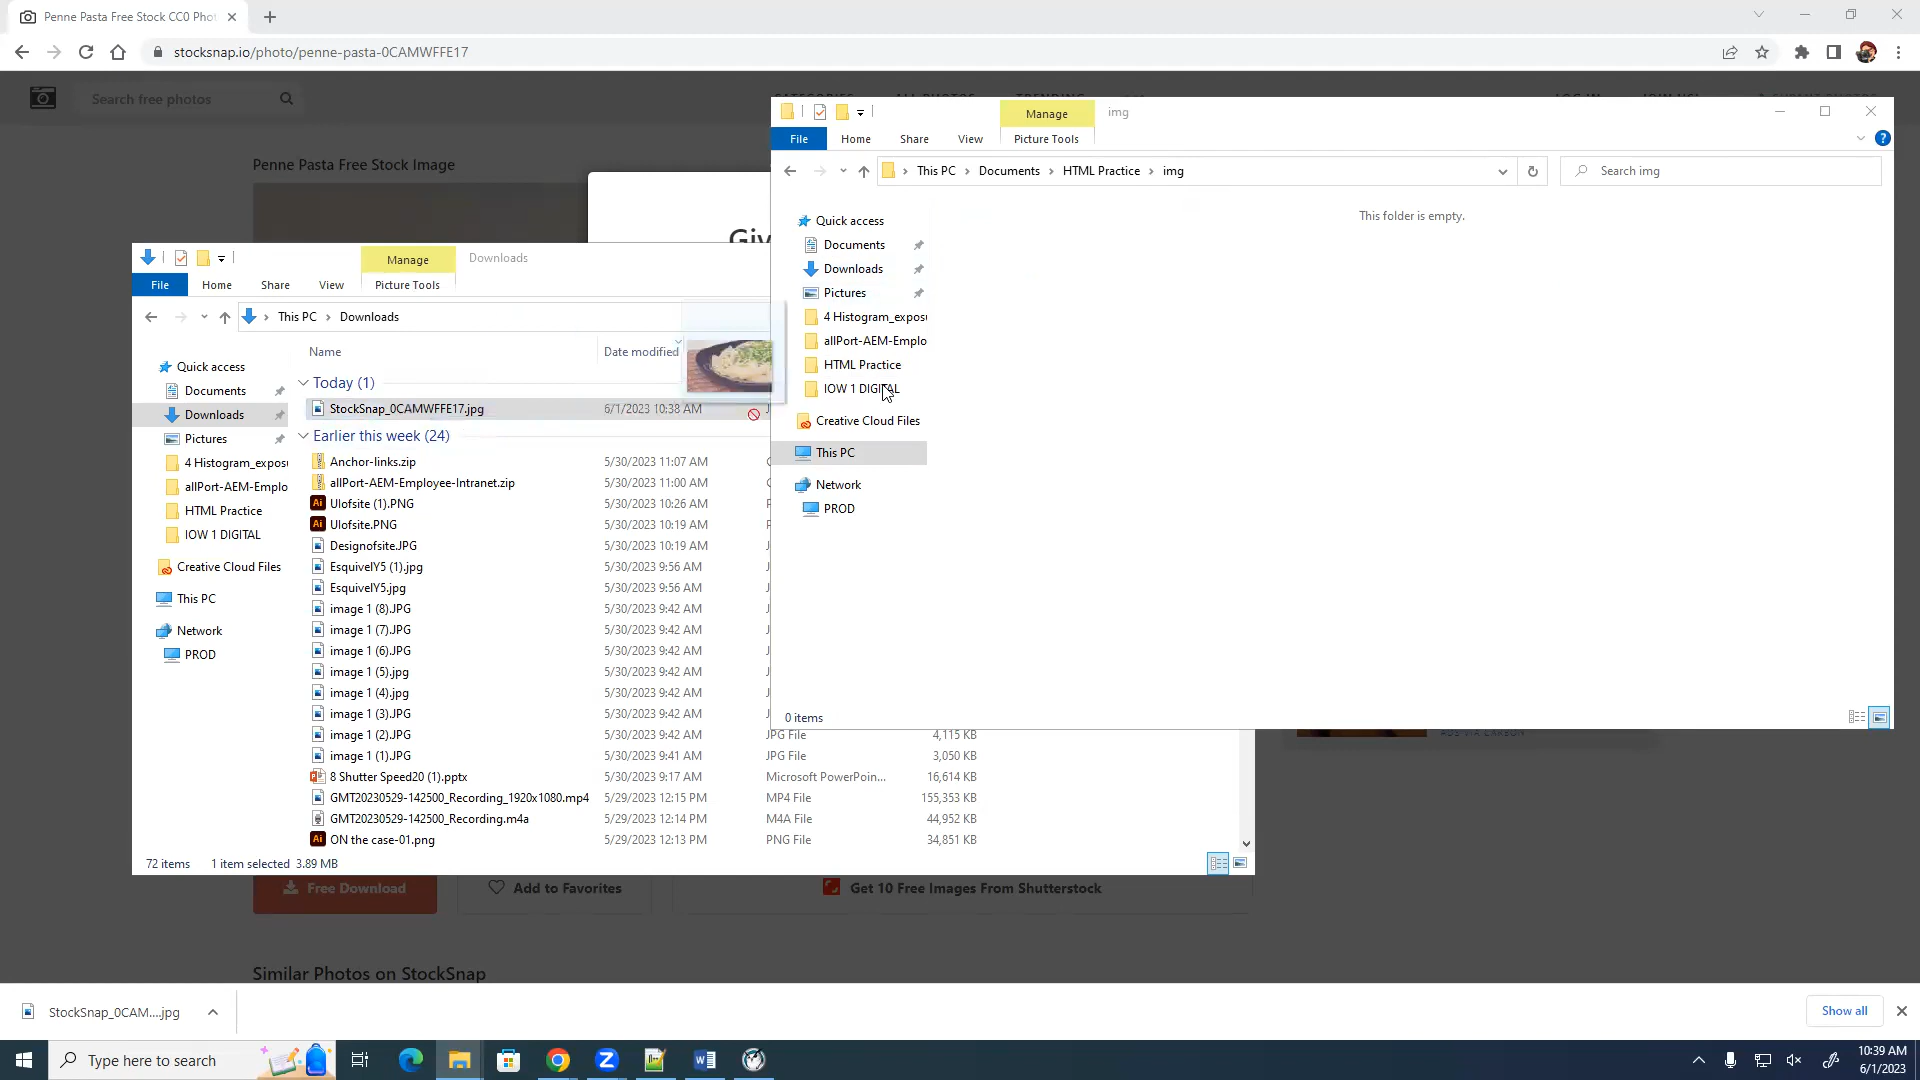 Penne Pasta Free Stock CC0 Phot
stocksnap.io/photo/penne-pasta-0CAMWFFE17
Search free photos
Penne Pasta Free Stock Image
Giv
Manage
img
File
Home
Share
View
Picture Tools
This PC
Documents
HTML Practice
img
Search img
This folder is empty.
Quick access
Documents
Downloads
Pictures
4 Histogram_exposu
allPort-AEM-Emplo
HTML Practice
IOW 1 DIGITAL
Creative Cloud Files
This PC
Network
PROD
0 items
Manage
Downloads
File
Home
Share
View
Picture Tools
This PC
Downloads
Quick access
Documents
Downloads
Pictures
4 Histogram_exposu
allPort-AEM-Emplo
HTML Practice
IOW 1 DIGITAL
Creative Cloud Files
This PC
Network
PROD
Name Date modified
Today (1)
StockSnap_0CAMWFFE17.jpg 6/1/2023 10:38 AM J
Earlier this week (24)
Anchor-links.zip 5/30/2023 11:07 AM C
allPort-AEM-Employee-Intranet.zip 5/30/2023 11:00 AM C
Ulofsite (1).PNG 5/30/2023 10:26 AM P
Ulofsite.PNG 5/30/2023 10:19 AM P
Designofsite.JPG 5/30/2023 10:19 AM J
EsquivelY5 (1).jpg 5/30/2023 9:56 AM J
EsquivelY5.jpg 5/30/2023 9:56 AM J
image 1 (8).JPG 5/30/2023 9:42 AM J
image 1 (7).JPG 5/30/2023 9:42 AM J
image 1 (6).JPG 5/30/2023 9:42 AM J
image 1 (5).jpg 5/30/2023 9:42 AM J
image 1 (4).jpg 5/30/2023 9:42 AM J
image 1 (3).JPG 5/30/2023 9:42 AM J
image 1 (2).JPG 5/30/2023 9:42 AM JPG File 4,115 KB
image 1 (1).JPG 5/30/2023 9:41 AM JPG File 3,050 KB
8 Shutter Speed20 (1).pptx 5/30/2023 9:17 AM Microsoft PowerPoin... 16,614 KB
GMT20230529-142500_Recording_1920x1080.mp4 5/29/2023 12:15 PM MP4 File 155,353 KB
GMT20230529-142500_Recording.m4a 5/29/2023 12:14 PM M4A File 44,952 KB
ON the case-01.png 5/29/2023 12:13 PM PNG File 34,851 KB
72 items 1 item selected 3.89 MB
Free Download
Add to Favorites
Get 10 Free Images From Shutterstock
ADS VIA CARBON
Similar Photos on StockSnap
StockSnap_0CAM....jpg
Show all
Type here to search
10:39 AM
6/1/2023